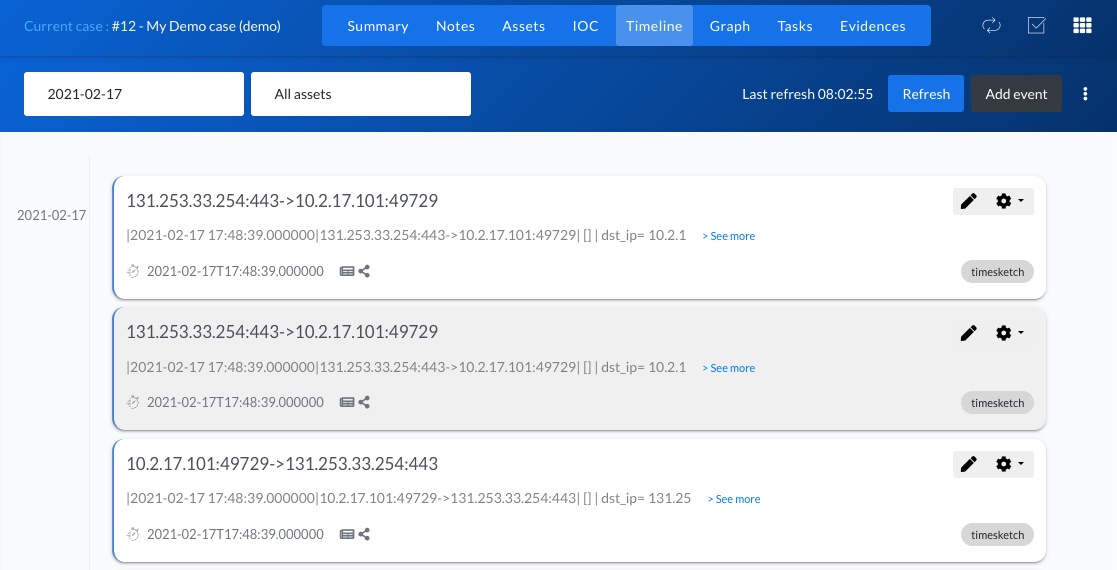 Current case : #12 - My Demo case (demo)
Summary Notes Assets IOC Timeline Graph Tasks Evidences
2021-02-17 All assets Last refresh 08:02:55 Refresh Add event
2021-02-17
131.253.33.254:443->10.2.17.101:49729
|2021-02-17 17:48:39.000000|131.253.33.254:443->10.2.17.101:49729| [] | dst_ip= 10.2.1 > See more
2021-02-17T17:48:39.000000 timesketch
131.253.33.254:443->10.2.17.101:49729
|2021-02-17 17:48:39.000000|131.253.33.254:443->10.2.17.101:49729| [] | dst_ip= 10.2.1 > See more
2021-02-17T17:48:39.000000 timesketch
10.2.17.101:49729->131.253.33.254:443
|2021-02-17 17:48:39.000000|10.2.17.101:49729->131.253.33.254:443| [] | dst_ip= 131.25 > See more
2021-02-17T17:48:39.000000 timesketch